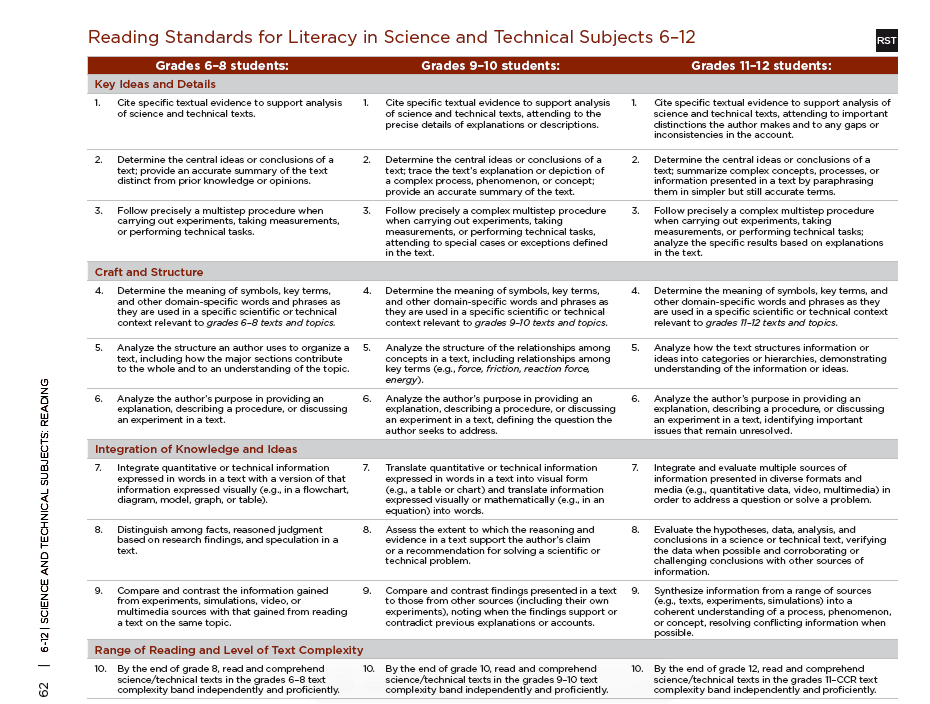 Reading Standards for Literacy in Science and Technical Subjects 6–12
RST
Grades 6–8 students:
Grades 9–10 students:
Grades 11–12 students:
Key Ideas and Details
1. Cite specific textual evidence to support analysis
of science and technical texts.
1. Cite specific textual evidence to support analysis
of science and technical texts, attending to the
precise details of explanations or descriptions.
1. Cite specific textual evidence to support analysis of
science and technical texts, attending to important
distinctions the author makes and to any gaps or
inconsistencies in the account.
2. Determine the central ideas or conclusions of a
text; provide an accurate summary of the text
distinct from prior knowledge or opinions.
2. Determine the central ideas or conclusions of a
text; trace the text’s explanation or depiction of
a complex process, phenomenon, or concept;
provide an accurate summary of the text.
2. Determine the central ideas or conclusions of a
text; summarize complex concepts, processes, or
information presented in a text by paraphrasing
them in simpler but still accurate terms.
3. Follow precisely a multistep procedure when
carrying out experiments, taking measurements,
or performing technical tasks.
3. Follow precisely a complex multistep procedure
when carrying out experiments, taking
measurements, or performing technical tasks,
attending to special cases or exceptions defined
in the text.
3. Follow precisely a complex multistep procedure
when carrying out experiments, taking
measurements, or performing technical tasks;
analyze the specific results based on explanations
in the text.
Craft and Structure
4. Determine the meaning of symbols, key terms,
and other domain-specific words and phrases as
they are used in a specific scientific or technical
context relevant to grades 6–8 texts and topics.
4. Determine the meaning of symbols, key terms,
and other domain-specific words and phrases as
they are used in a specific scientific or technical
context relevant to grades 9–10 texts and topics.
4. Determine the meaning of symbols, key terms, and
other domain-specific words and phrases as they
are used in a specific scientific or technical context
relevant to grades 11–12 texts and topics.
5. Analyze the structure an author uses to organize a
text, including how the major sections contribute
to the whole and to an understanding of the topic.
5. Analyze the structure of the relationships among
concepts in a text, including relationships among
key terms (e.g., force, friction, reaction force,
energy).
5. Analyze how the text structures information or
ideas into categories or hierarchies, demonstrating
understanding of the information or ideas.
6. Analyze the author’s purpose in providing an
explanation, describing a procedure, or discussing
an experiment in a text.
6. Analyze the author’s purpose in providing an
explanation, describing a procedure, or discussing
an experiment in a text, defining the question the
author seeks to address.
6. Analyze the author’s purpose in providing an
explanation, describing a procedure, or discussing
an experiment in a text, identifying important
issues that remain unresolved.
Integration of Knowledge and Ideas
7. Integrate quantitative or technical information
expressed in words in a text with a version of that
information expressed visually (e.g., in a flowchart,
diagram, model, graph, or table).
7. Translate quantitative or technical information
expressed in words in a text into visual form
(e.g., a table or chart) and translate information
expressed visually or mathematically (e.g., in an
equation) into words.
7. Integrate and evaluate multiple sources of
information presented in diverse formats and
media (e.g., quantitative data, video, multimedia) in
order to address a question or solve a problem.
8. Distinguish among facts, reasoned judgment
based on research findings, and speculation in a
text.
8. Assess the extent to which the reasoning and
evidence in a text support the author’s claim
or a recommendation for solving a scientific or
technical problem.
8. Evaluate the hypotheses, data, analysis, and
conclusions in a science or technical text, verifying
the data when possible and corroborating or
challenging conclusions with other sources of
information.
9. Compare and contrast the information gained
from experiments, simulations, video, or
multimedia sources with that gained from reading
a text on the same topic.
9. Compare and contrast findings presented in a text
to those from other sources (including their own
experiments), noting when the findings support or
contradict previous explanations or accounts.
9. Synthesize information from a range of sources
(e.g., texts, experiments, simulations) into a
coherent understanding of a process, phenomenon,
or concept, resolving conflicting information when
possible.
Range of Reading and Level of Text Complexity
10. By the end of grade 8, read and comprehend
science/technical texts in the grades 6–8 text
complexity band independently and proficiently.
10. By the end of grade 10, read and comprehend
science/technical texts in the grades 9–10 text
complexity band independently and proficiently.
10. By the end of grade 12, read and comprehend
science/technical texts in the grades 11–CCR text
complexity band independently and proficiently.
62 | 6-12 | SCIENCE AND TECHNICAL SUBJECTS: READING